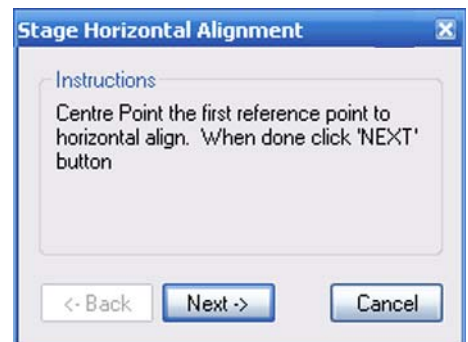 Stage Horizontal Alignment
Instructions
Centre Point the first reference point to
horizontal align.  When done click 'NEXT'
button
<- Back
Next ->
Cancel